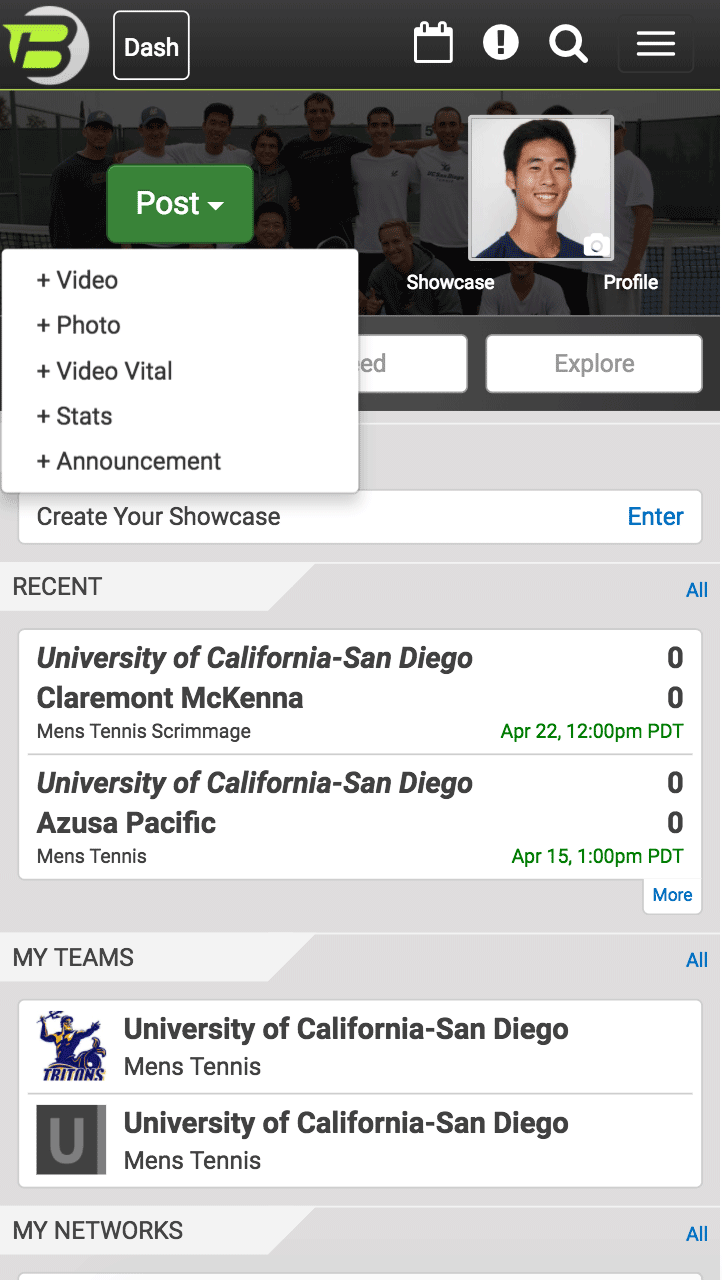 Dash
Post
Showcase
Profile
+ Video
+ Photo
+ Video Vital
+ Stats
+ Announcement
Explore
Create Your Showcase
Enter
RECENT
All
University of California-San Diego 0
Claremont McKenna 0
Mens Tennis Scrimmage Apr 22, 12:00pm PDT
University of California-San Diego 0
Azusa Pacific 0
Mens Tennis Apr 15, 1:00pm PDT
More
MY TEAMS
All
TRITONS
University of California-San Diego
Mens Tennis
U
University of California-San Diego
Mens Tennis
MY NETWORKS
All